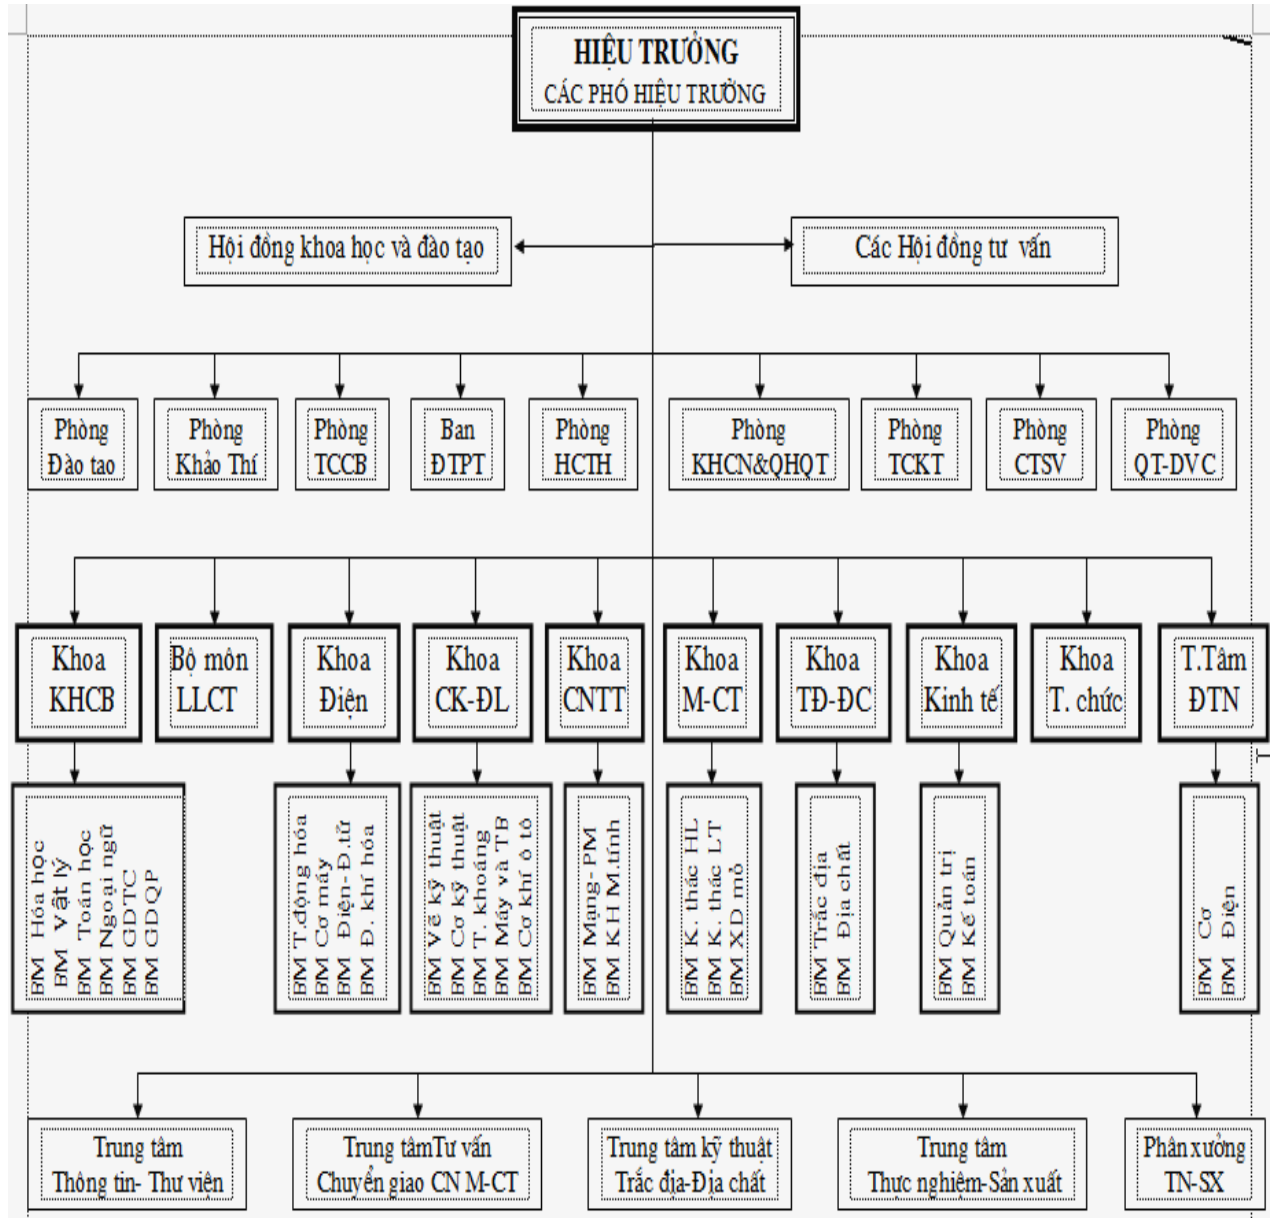 HIỆU TRƯỞNG
CÁC PHÓ HIỆU TRƯỞNG
Hội đồng khoa học và đào tạo
Các Hội đồng tư vấn
Phòng
Đào tao
Phòng
Khảo Thí
Phòng
TCCB
Ban
ĐTPT
Phòng
HCTH
Phòng
KHCN&QHQT
Phòng
TCKT
Phòng
CTSV
Phòng
QT-DVC
Khoa
KHCB
Bộ môn
LLCT
Khoa
Điện
Khoa
CK-ĐL
Khoa
CNTT
Khoa
M-CT
Khoa
TĐ-ĐC
Khoa
Kinh tế
Khoa
T. chức
T.Tâm
ĐTN
BM Hóa học
BM vật lý
BM Toán học
BM Ngoại ngữ
BM GDTC
BM GDQP
BM T.động hóa
BM Cơ máy
BM Điện-Đ.tử
BM Đ. khí hóa
BM Vẽ kỹ thuật
BM Cơ kỹ thuật
BM T. khoáng
BM Máy và TB
BM Cơ khí ô tô
BM Mạng-PM
BM KH M.tính
BM K. thác HL
BM K. thác LT
BM XD mỏ
BM Trắc địa
BM Địa chất
BM Quản trị
BM Kế toán
BM Cơ
BM Điện
Trung tâm
Thông tin- Thư viện
Trung tâmTư vấn
Chuyển giao CN M-CT
Trung tâm kỹ thuật
Trắc địa-Địa chất
Trung tâm
Thực nghiệm-Sản xuất
Phân xưởng
TN-SX